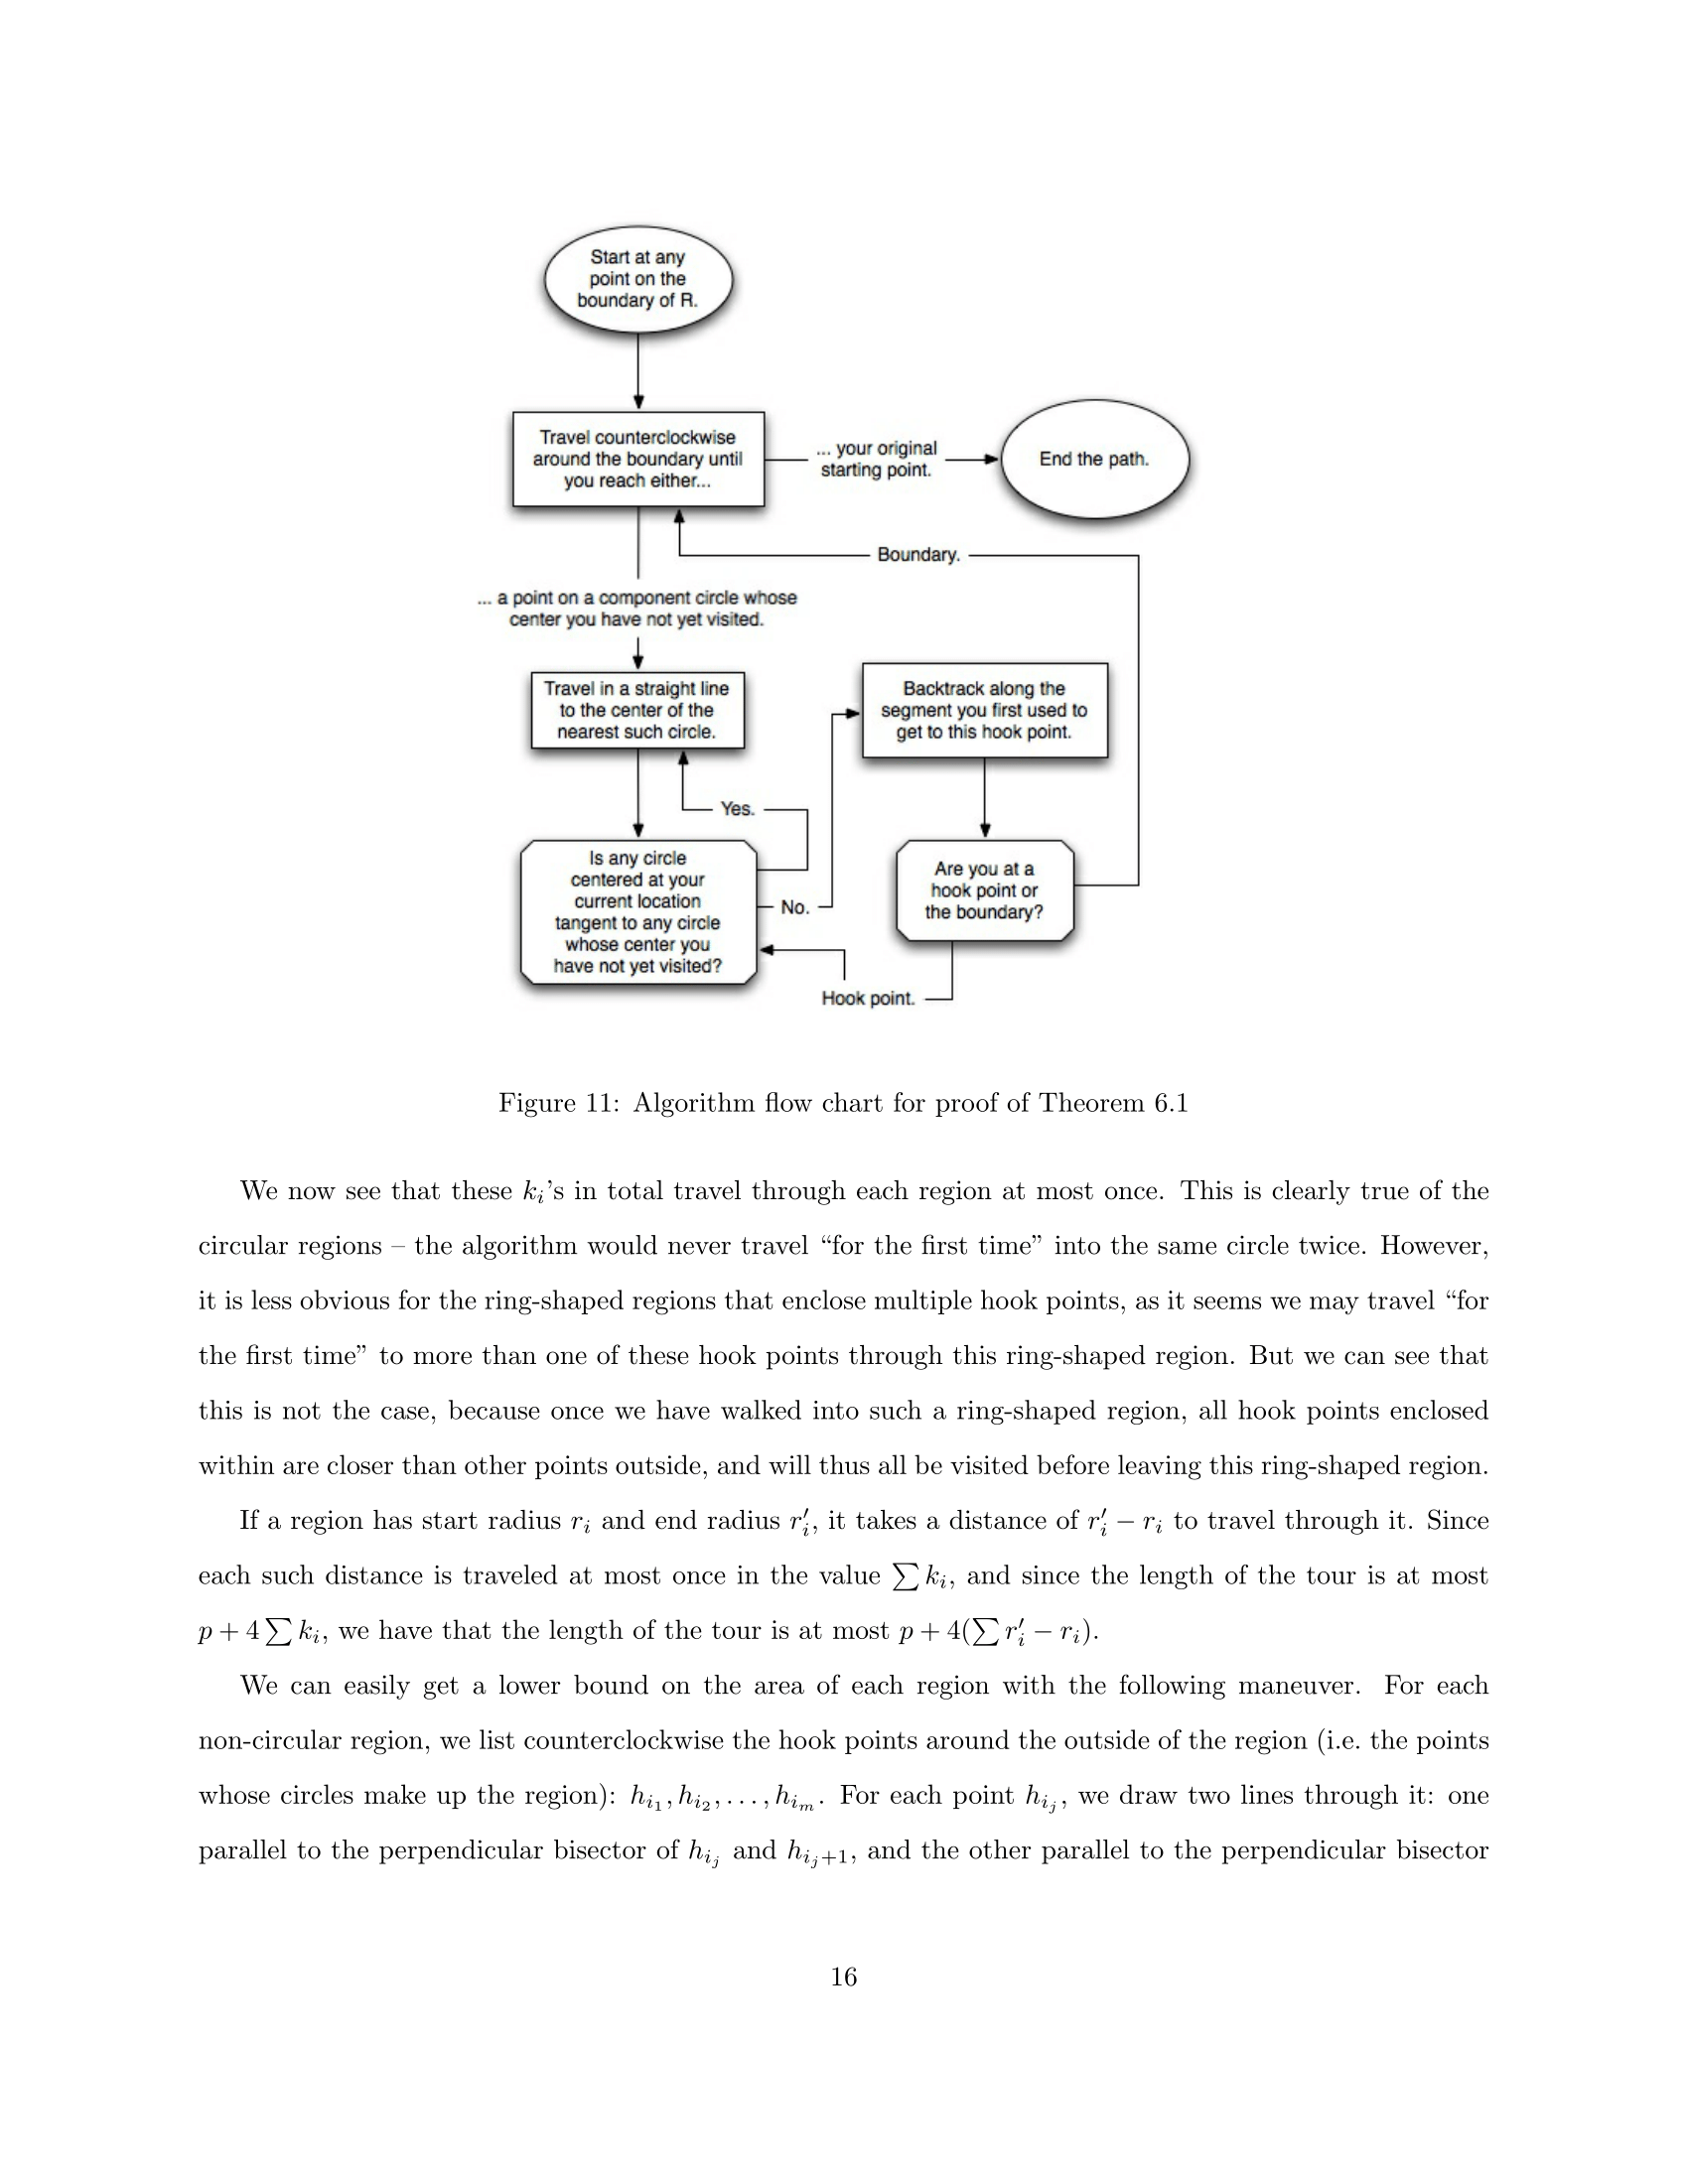 Start at any
point on the
boundary of R.
Travel counterclockwise
around the boundary until
you reach either...
... your original
starting point.
End the path.
Boundary.
... a point on a component circle whose
center you have not yet visited.
Travel in a straight line
to the center of the
nearest such circle.
Backtrack along the
segment you first used to
get to this hook point.
Yes.
Is any circle
centered at your
current location
tangent to any circle
whose center you
have not yet visited?
No.
Are you at a
hook point or
the boundary?
Hook point.
Figure 11: Algorithm flow chart for proof of Theorem 6.1
We now see that these $k_i$'s in total travel through each region at most once. This is clearly true of the
circular regions – the algorithm would never travel “for the first time” into the same circle twice. However,
it is less obvious for the ring-shaped regions that enclose multiple hook points, as it seems we may travel “for
the first time” to more than one of these hook points through this ring-shaped region. But we can see that
this is not the case, because once we have walked into such a ring-shaped region, all hook points enclosed
within are closer than other points outside, and will thus all be visited before leaving this ring-shaped region.
If a region has start radius $r_i$ and end radius $r_i'$, it takes a distance of $r_i' - r_i$ to travel through it. Since
each such distance is traveled at most once in the value $\sum k_i$, and since the length of the tour is at most
$p + 4\sum k_i$, we have that the length of the tour is at most $p + 4(\sum r_i' - r_i)$.
We can easily get a lower bound on the area of each region with the following maneuver. For each
non-circular region, we list counterclockwise the hook points around the outside of the region (i.e. the points
whose circles make up the region): $h_{i_1}, h_{i_2}, \ldots, h_{i_m}$. For each point $h_{i_j}$, we draw two lines through it: one
parallel to the perpendicular bisector of $h_{i_j}$ and $h_{i_j+1}$, and the other parallel to the perpendicular bisector
16